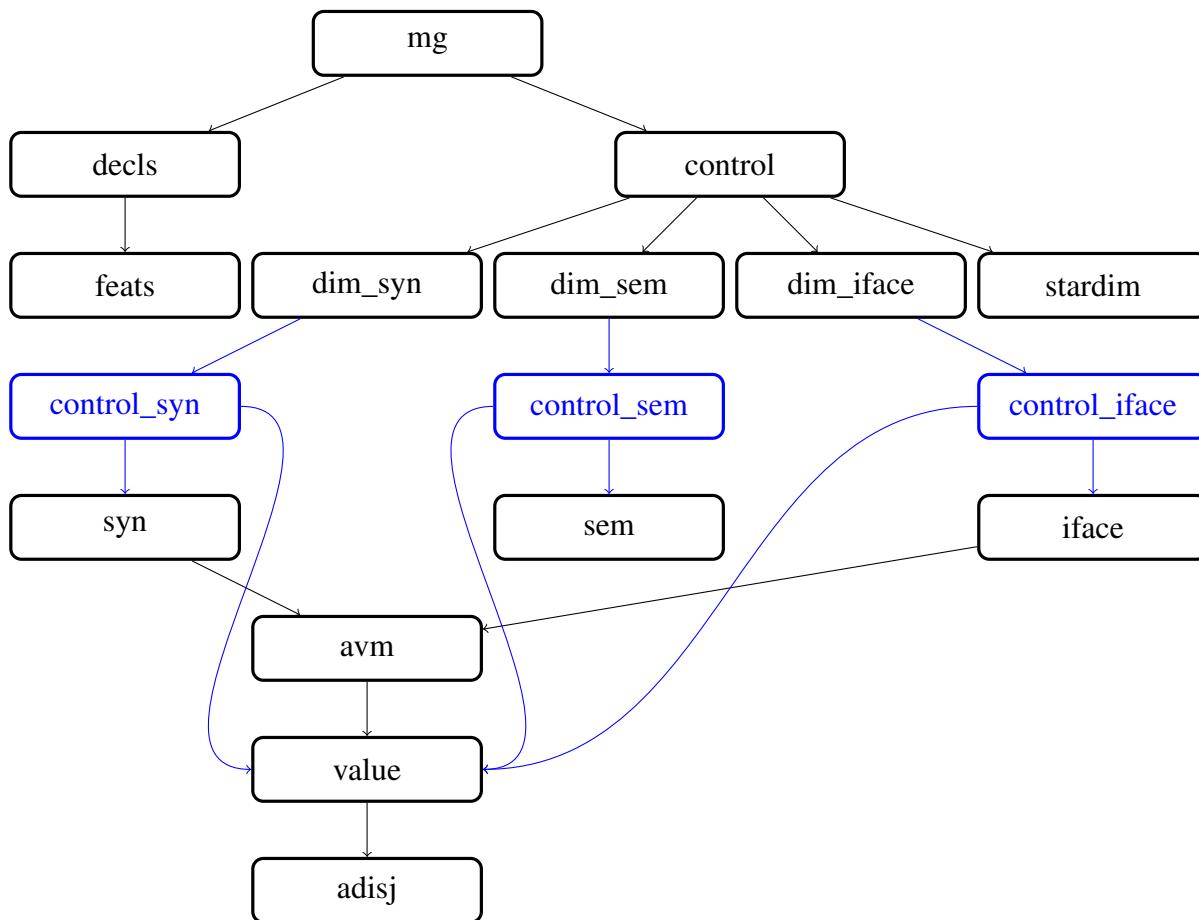 mg
decls
control
feats
dim_syn
dim_sem
dim_iface
stardim
control_syn
control_sem
control_iface
syn
sem
iface
avm
value
adisj